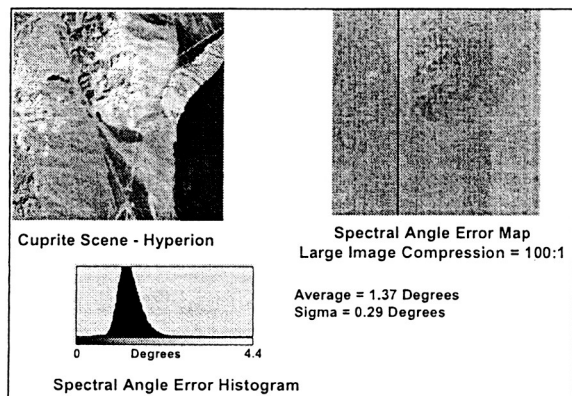 Cuprite Scene - Hyperion
Spectral Angle Error Map
Large Image Compression = 100:1
Average = 1.37 Degrees
Sigma = 0.29 Degrees
0 Degrees 4.4
Spectral Angle Error Histogram